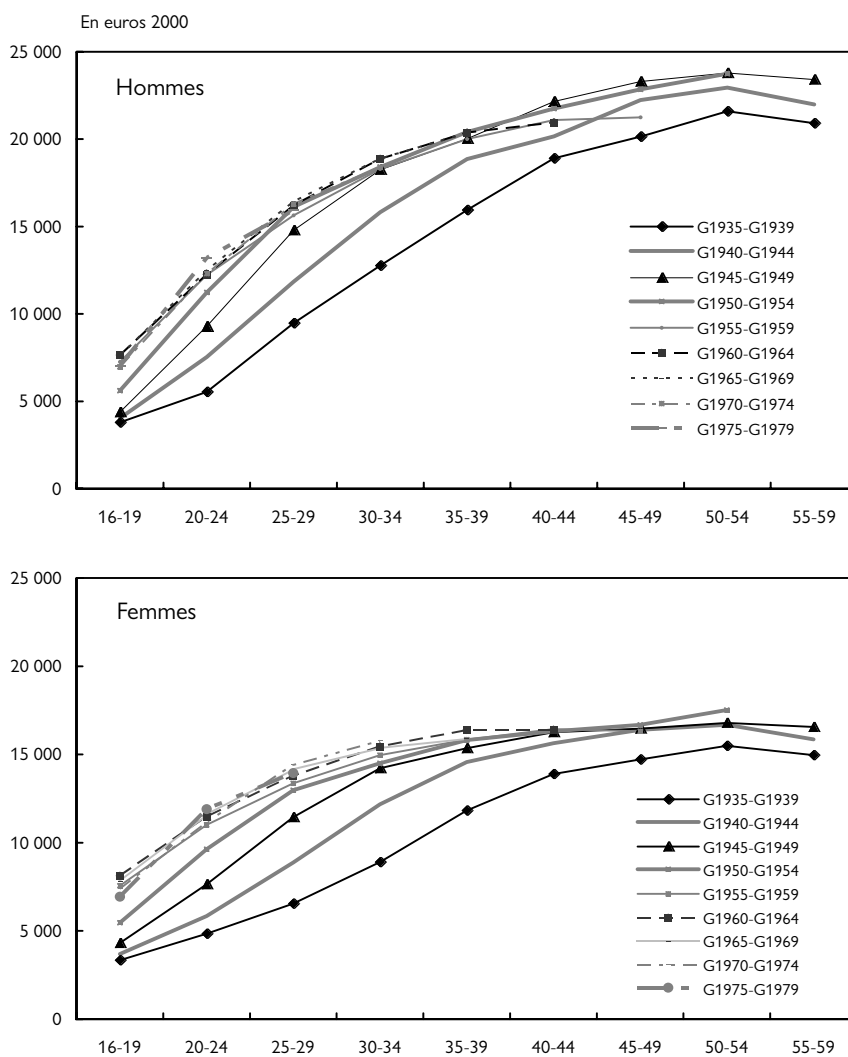 En euros 2000
25 000
Hommes
20 000
15 000
G1935-G1939
G1940-G1944
G1945-G1949
10 000
G1950-G1954
G1955-G1959
G1960-G1964
5 000
G1965-G1969
G1970-G1974
G1975-G1979
0
16-19 20-24 25-29 30-34 35-39 40-44 45-49 50-54 55-59
25 000
Femmes
20 000
15 000
G1935-G1939
G1940-G1944
10 000
G1945-G1949
G1950-G1954
G1955-G1959
G1960-G1964
5 000
G1965-G1969
G1970-G1974
G1975-G1979
0
16-19 20-24 25-29 30-34 35-39 40-44 45-49 50-54 55-59